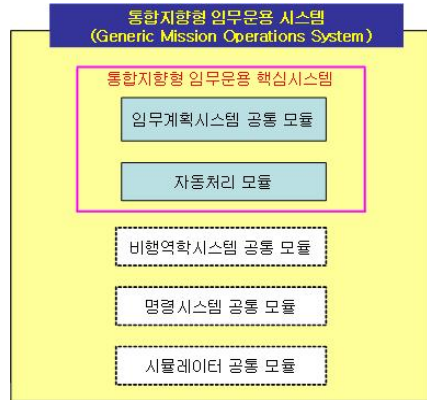 통합지향형 임무운용 시스템
(Generic Mission Operations System)
통합지향형 임무운용 핵심시스템
임무계획시스템 공통 모듈
자동처리 모듈
비행역학시스템 공통 모듈
명령시스템 공통 모듈
시뮬레이터 공통 모듈